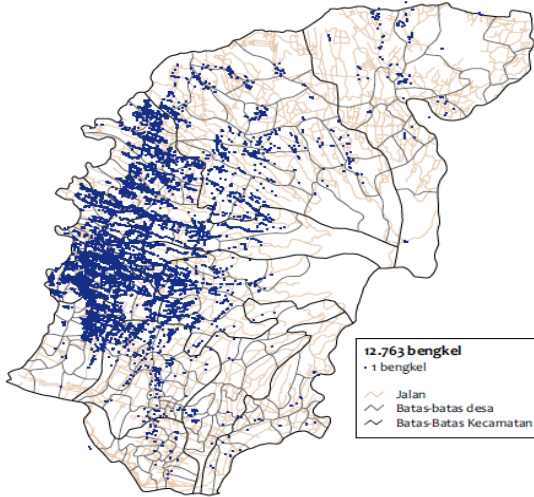 12.763 bengkel
• 1 bengkel
Jalan
Batas-batas desa
Batas-Batas Kecamatan